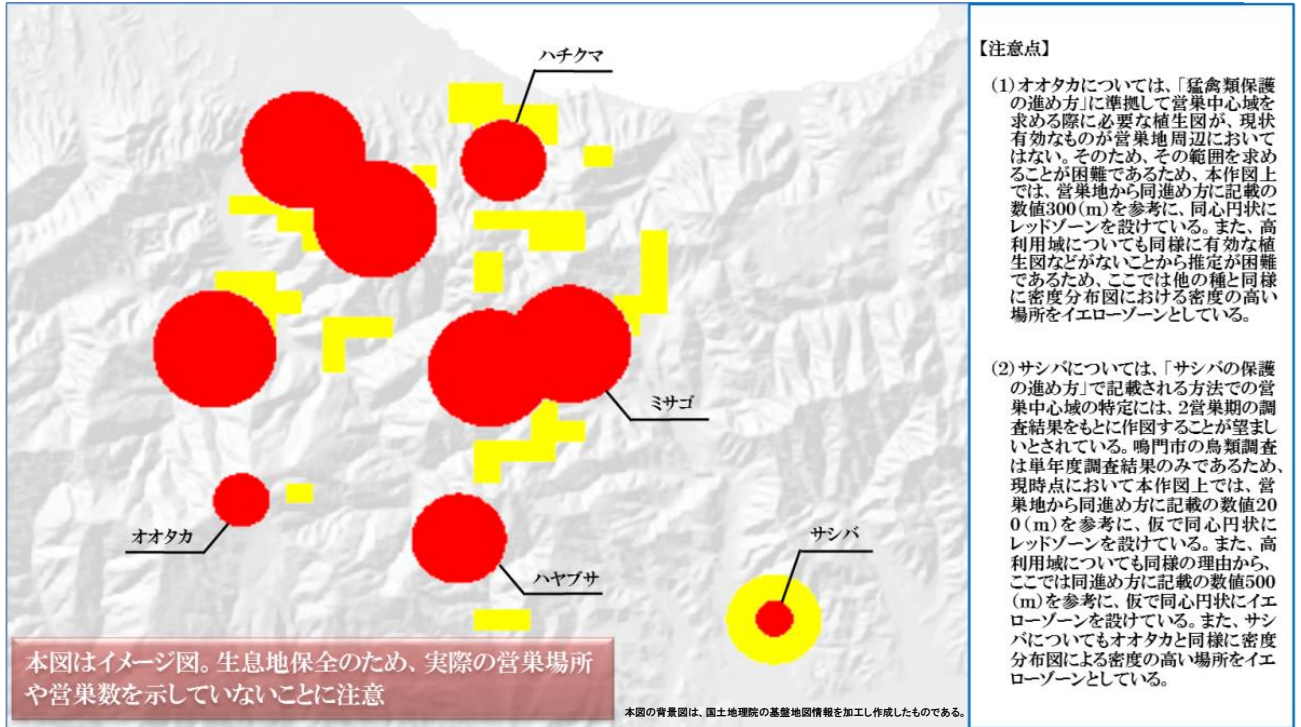 ハチクマ
ミサゴ
オオタカ
ハヤブサ
サシバ
本図はイメージ図。生息地保全のため、実際の営巣場所
や営巣数を示していないことに注意
本図の背景図は、国土地理院の基盤地図情報を加工し作成したものである。
【注意点】
(1)オオタカについては、「猛禽類保護
の進め方」に準拠して営巣中心域を
求める際に必要な植生図が、現状
有効なものが営巣地周辺において
はない。そのため、その範囲を求め
ることが困難であるため、本作図上
では、営巣地から同進め方に記載の
数値300(m)を参考に、同心円状に
レッドゾーンを設けている。また、高
利用域についても同様に有効な植
生図などがないことから推定が困難
であるため、ここでは他の種と同様
に密度分布図における密度の高い
場所をイエローゾーンとしている。
(2)サシバについては、「サシバの保護
の進め方」で記載される方法での営
巣中心域の特定には、2営巣期の調
査結果をもとに作図することが望まし
いとされている。鳴門市の鳥類調査
は単年度調査結果のみであるため、
現時点において本作図上では、営
巣地から同進め方に記載の数値20
0(m)を参考に、仮で同心円状に
レッドゾーンを設けている。また、高
利用域についても同様の理由から、
ここでは同進め方に記載の数値500
(m)を参考に、仮で同心円状にイエ
ローゾーンを設けている。また、サシ
バについてもオオタカと同様に密度
分布図による密度の高い場所をイエ
ローゾーンとしている。